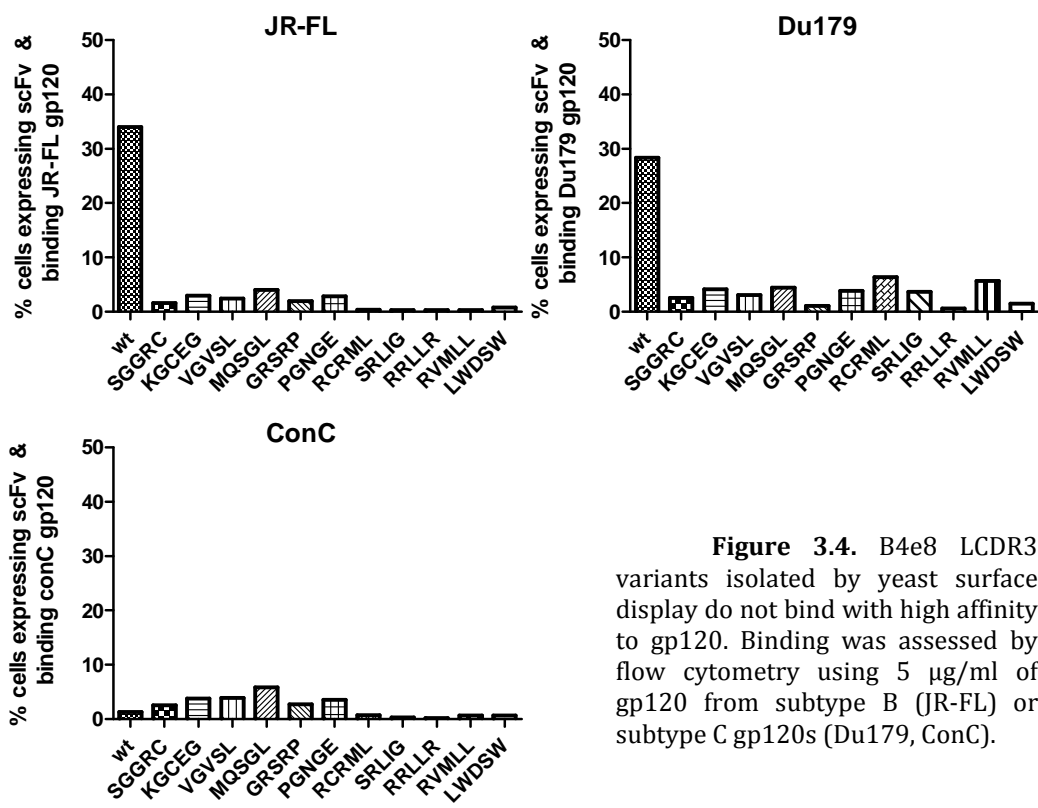 JR-FL
% cells expressing scFv &
binding JR-FL gp120
50
40
30
20
10
0
wt
SGGRC
KGCEG
VGVSL
MQSGL
GRSRP
PGNGE
RCRML
SRLIG
RRLLR
RVMLL
LWDSW
Du179
% cells expressing scFv &
binding Du179 gp120
50
40
30
20
10
0
wt
SGGRC
KGCEG
VGVSL
MQSGL
GRSRP
PGNGE
RCRML
SRLIG
RRLLR
RVMLL
LWDSW
ConC
% cells expressing scFv &
binding conC gp120
50
40
30
20
10
0
wt
SGGRC
KGCEG
VGVSL
MQSGL
GRSRP
PGNGE
RCRML
SRLIG
RRLLR
RVMLL
LWDSW
Figure 3.4. B4e8 LCDR3
variants isolated by yeast surface
display do not bind with high affinity
to gp120. Binding was assessed by
flow cytometry using 5 µg/ml of
gp120 from subtype B (JR-FL) or
subtype C gp120s (Du179, ConC).